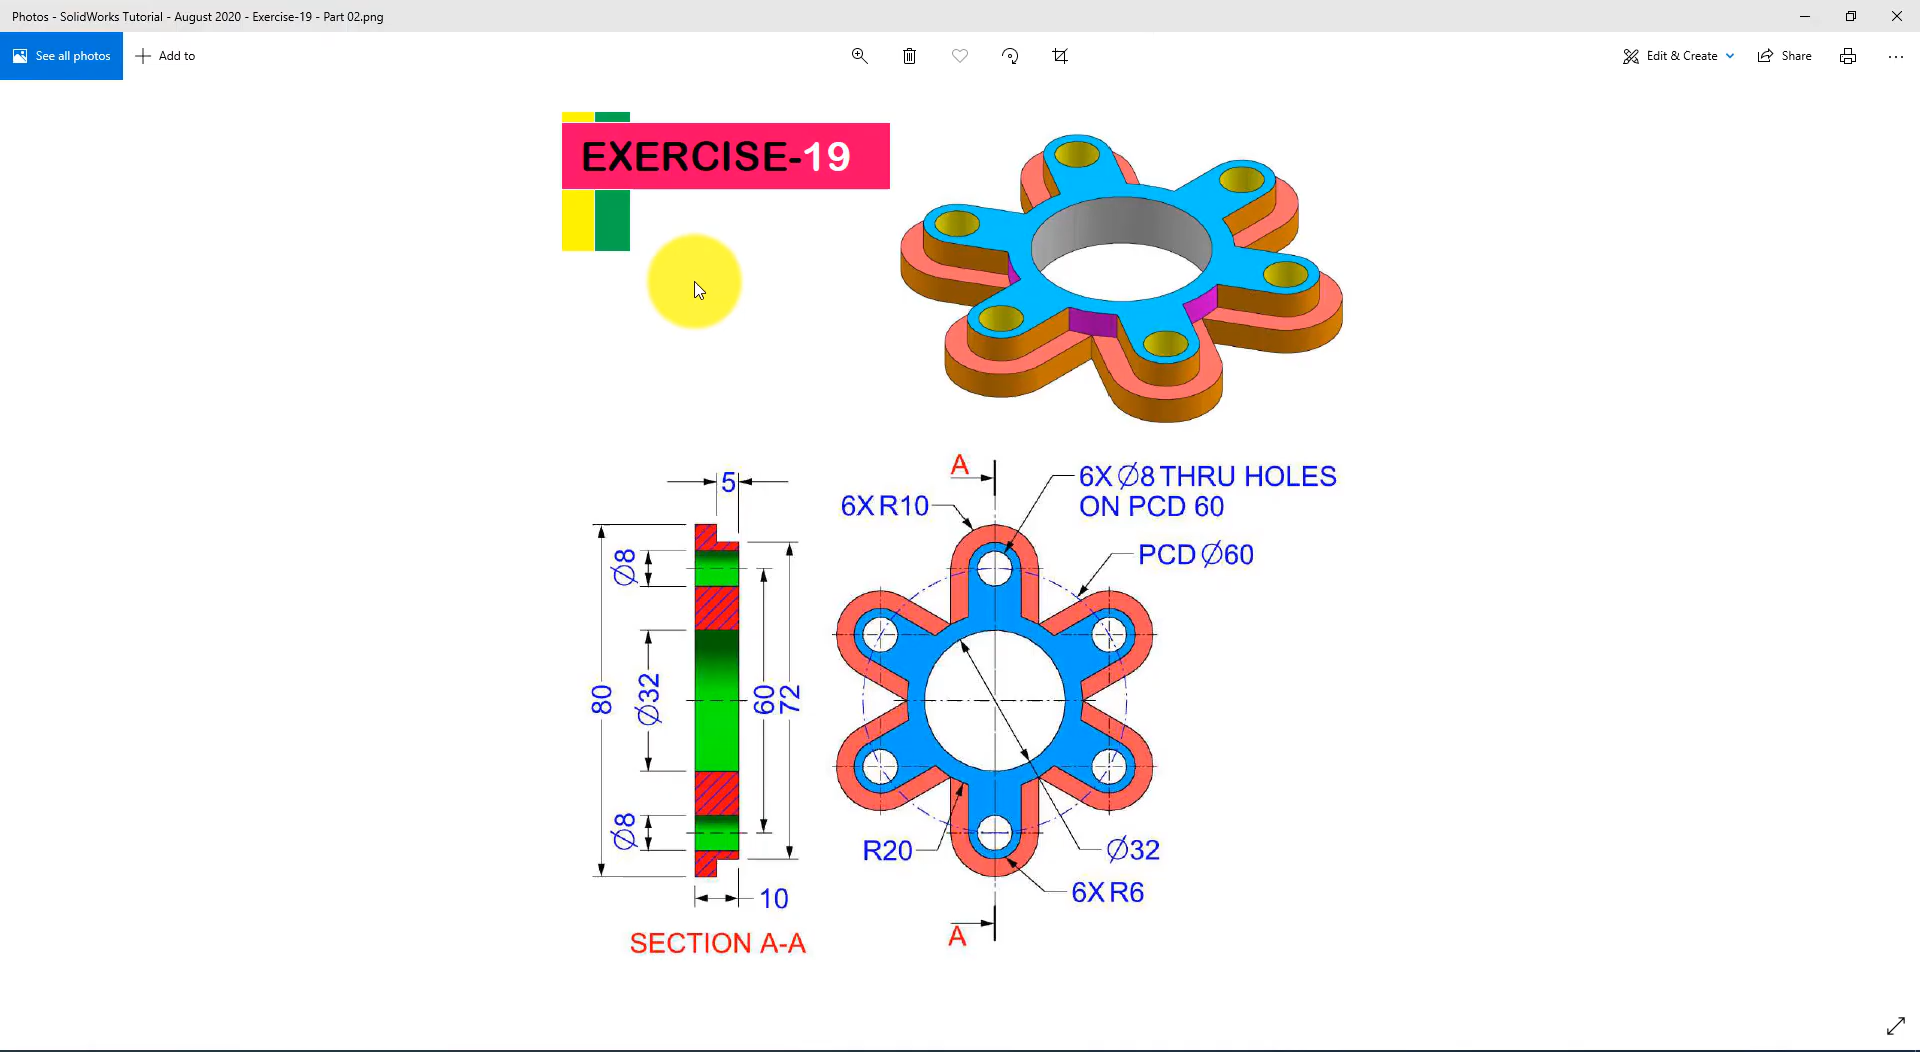 Photos - SolidWorks Tutorial - August 2020 - Exercise-19 - Part 02.png
See all photos
Add to
Edit & Create
Share
EXERCISE-19
5
A
6X Ø8 THRU HOLES
ON PCD 60
6X R10
PCD Ø60
Ø8
80
Ø32
60
72
Ø8
R20
Ø32
6X R6
10
A
SECTION A-A